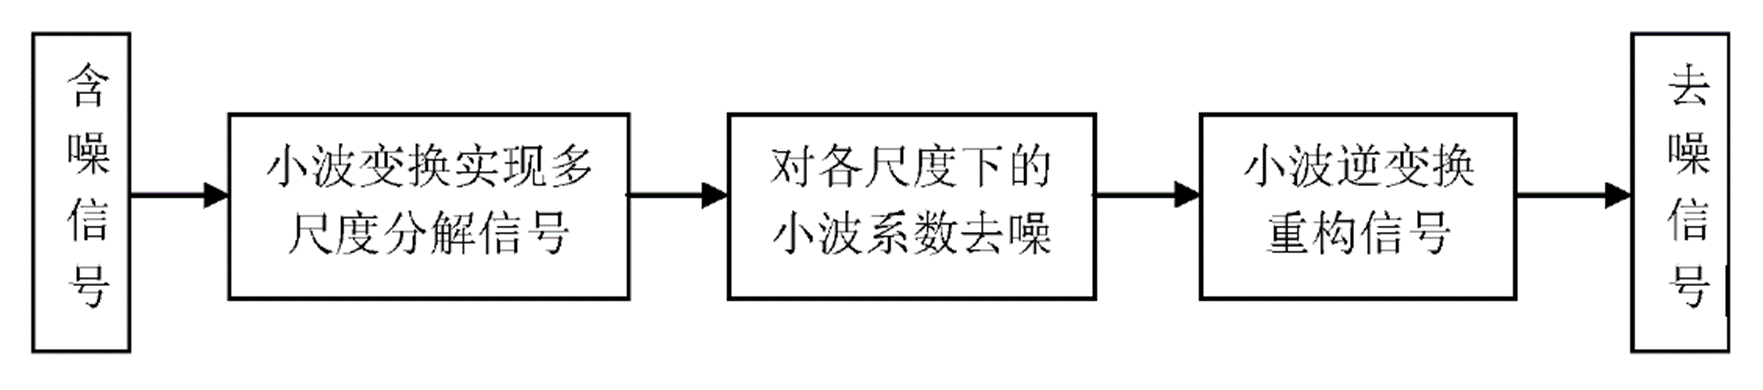 含噪信号
小波变换实现多
尺度分解信号
对各尺度下的
小波系数去噪
小波逆变换
重构信号
去噪信号